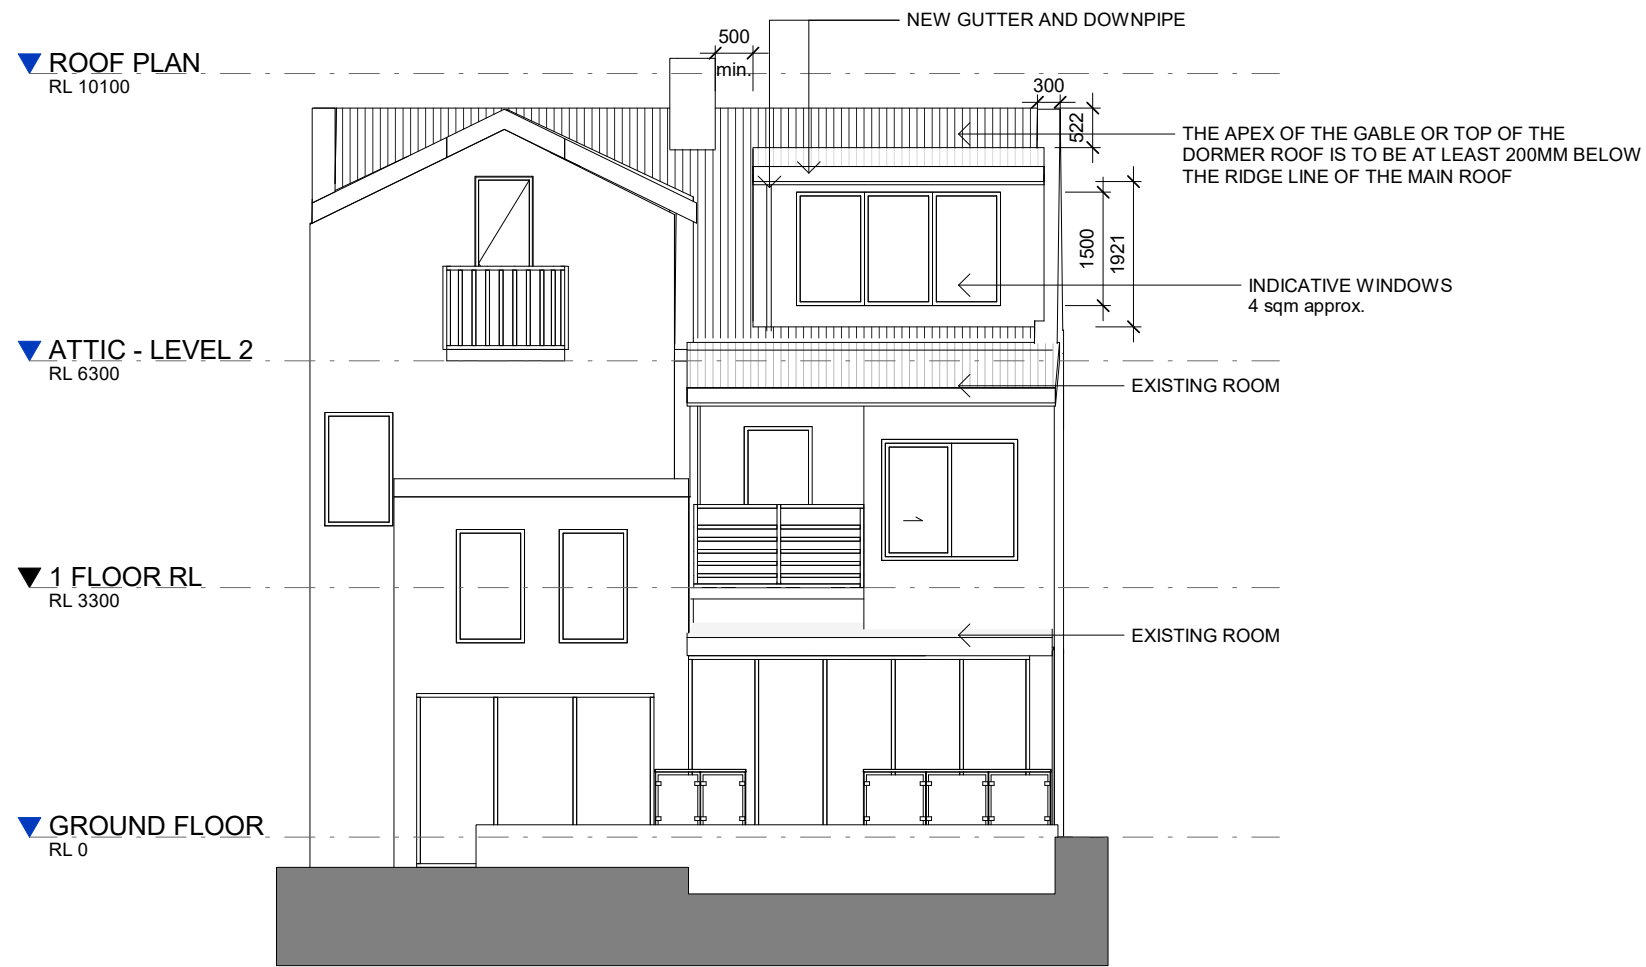 NEW GUTTER AND DOWNPIPE
500
min.
ROOF PLAN
RL 10100
300
522
THE APEX OF THE GABLE OR TOP OF THE
DORMER ROOF IS TO BE AT LEAST 200MM BELOW
THE RIDGE LINE OF THE MAIN ROOF
1500
1921
INDICATIVE WINDOWS
4 sqm approx.
ATTIC - LEVEL 2
RL 6300
EXISTING ROOM
1 FLOOR RL
RL 3300
EXISTING ROOM
GROUND FLOOR
RL 0